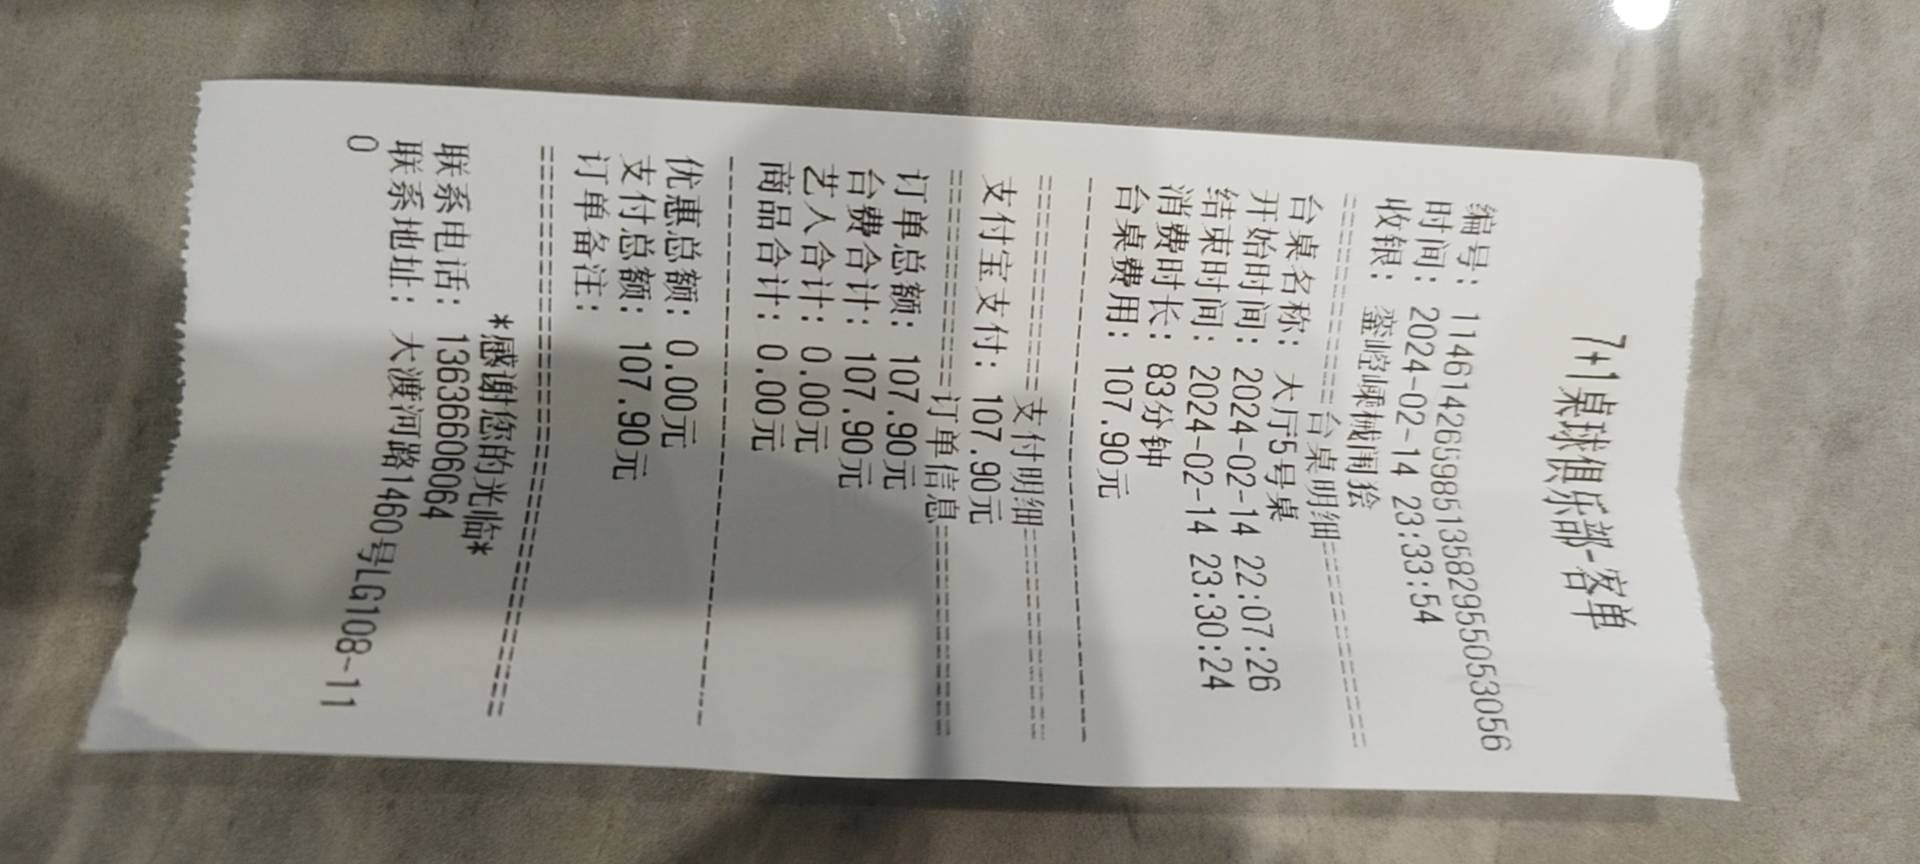 7+1桌球俱乐部-客单
编号: 1146142659851358295505​3056
时间: 2024-02-14 23:33:54
收银:
==========台桌明细==========
台桌名称: 大厅5号桌
开始时间: 2024-02-14 22:07:26
结束时间: 2024-02-14 23:30:24
消费时长: 83分钟
台桌费用: 107.90元
==========支付明细==========
支付宝支付: 107.90元
==========订单信息==========
订单总额: 107.90元
台费合计: 107.90元
艺人合计: 0.00元
商品合计: 0.00元
优惠总额: 0.00元
支付总额: 107.90元
订单备注:
*感谢您的光临*
联系电话: 13636606064
联系地址: 大渡河路1460号LG108-11
0